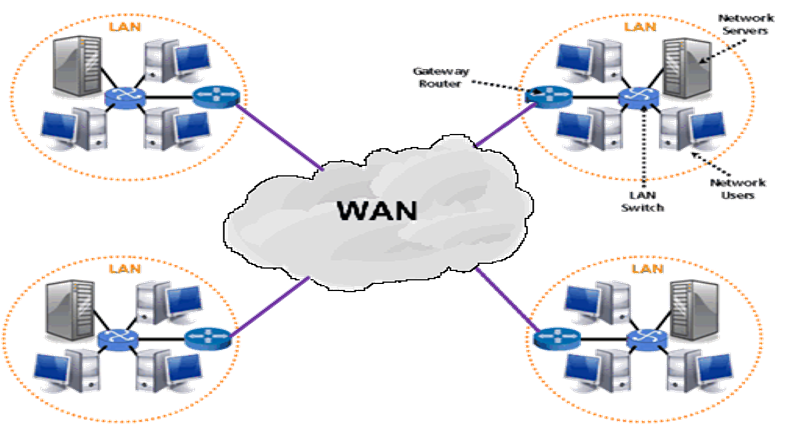 LAN
LAN
Network
Servers
Gateway
Router
WAN
LAN
Switch
Network
Users
LAN
LAN